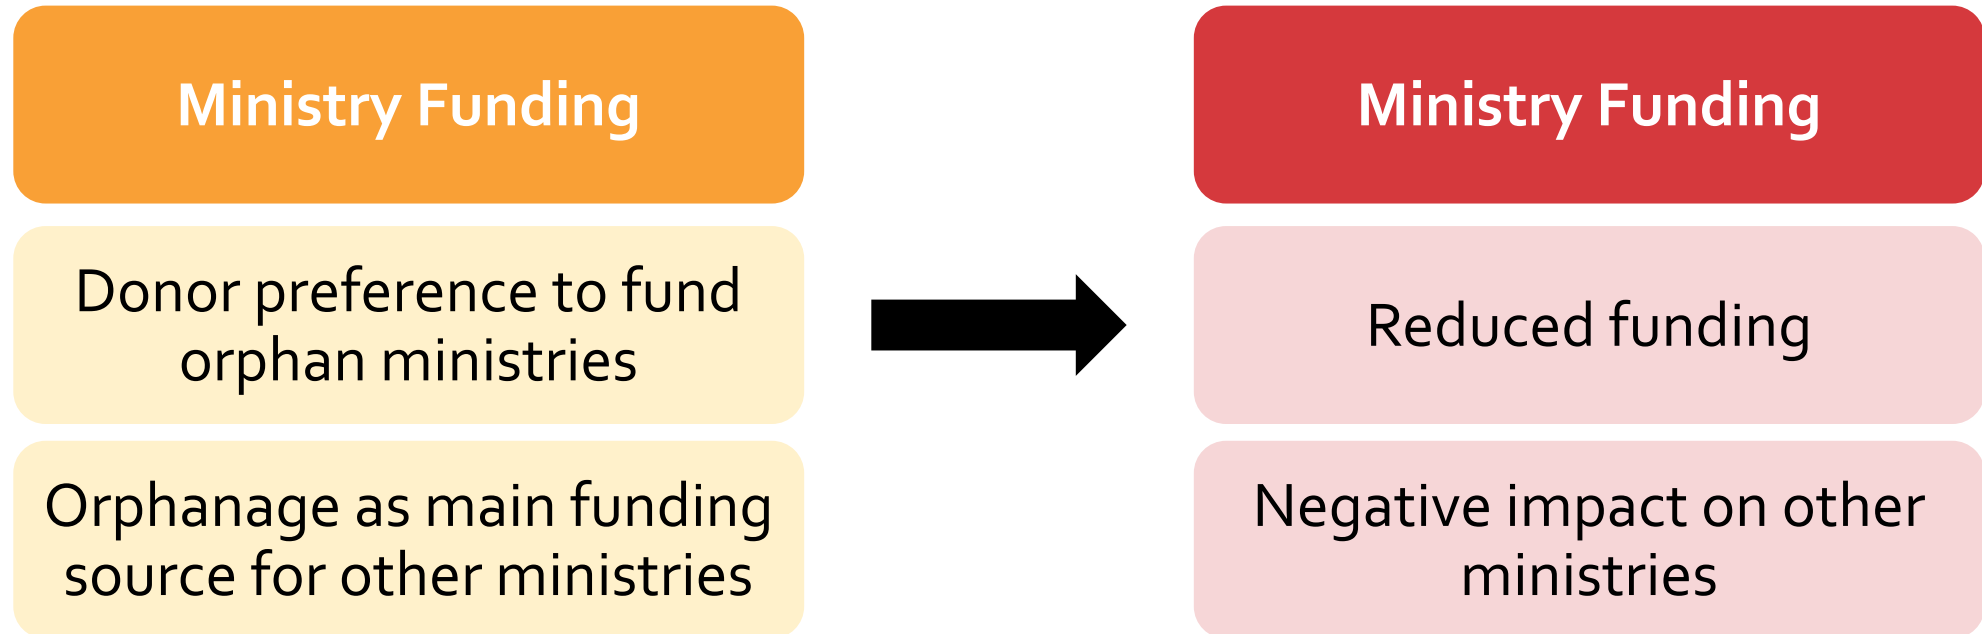 Ministry Funding
Donor preference to fund
orphan ministries
Orphanage as main funding
source for other ministries
Ministry Funding
Reduced funding
Negative impact on other
ministries